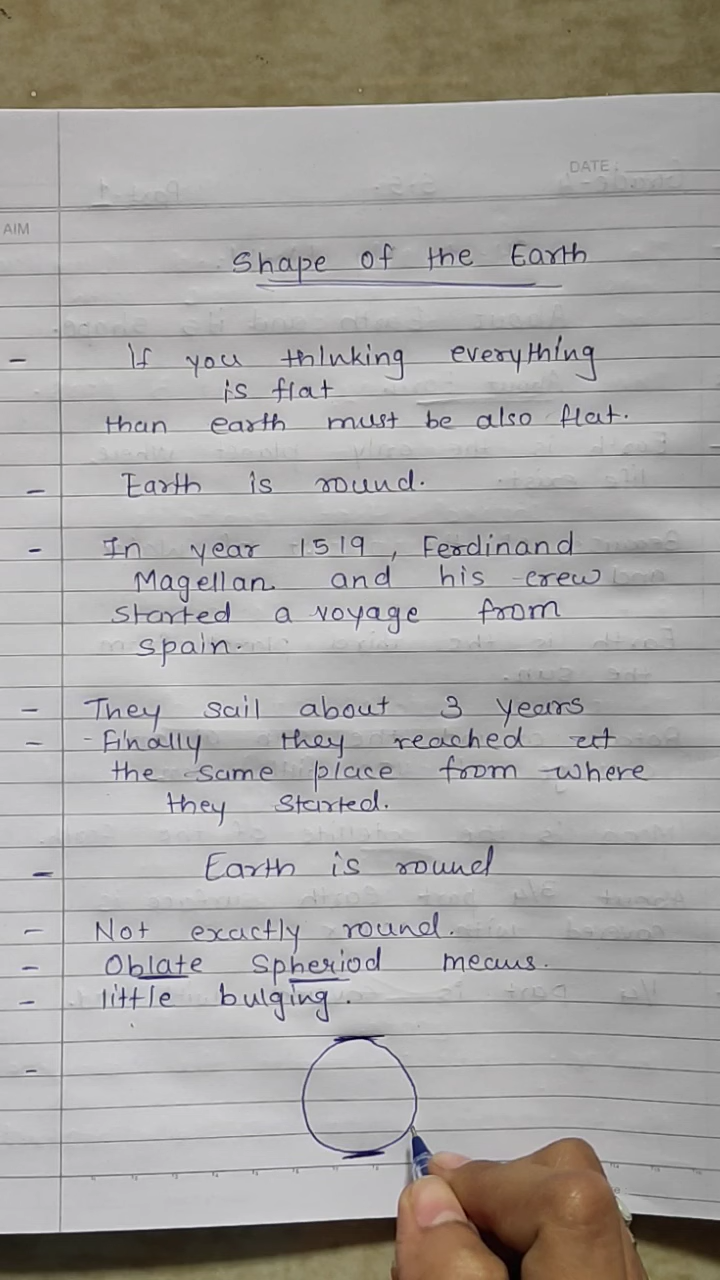 DATE :
AIM
Shape of the Earth
- If you thinking everything
is flat
than earth must be also flat.
- Earth is round.
- In year 1519, Ferdinand
Magellan and his crew
started a voyage from
spain.
- They sail about 3 years
- -Finally they reached at
the same place from where
they started.
- Earth is round
- Not exactly round.
- Oblate Spheriod means.
- little bulging.
-